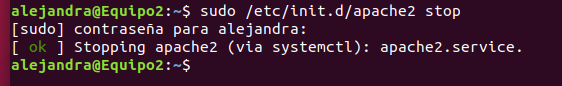 alejandra@Equipo2:~$ sudo /etc/init.d/apache2 stop
[sudo] contraseña para alejandra:
[ ok ] Stopping apache2 (via systemctl): apache2.service.
alejandra@Equipo2:~$